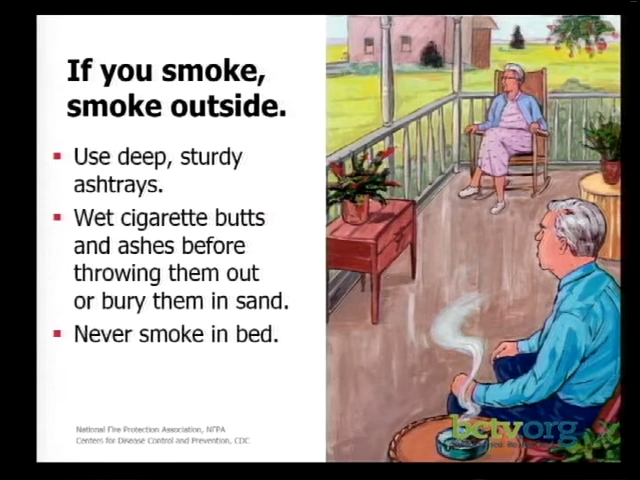 If you smoke,
smoke outside.
▪ Use deep, sturdy
ashtrays.
▪ Wet cigarette butts
and ashes before
throwing them out
or bury them in sand.
▪ Never smoke in bed.
National Fire Protection Association, NFPA
Centers for Disease Control and Prevention, CDC
bctv.org